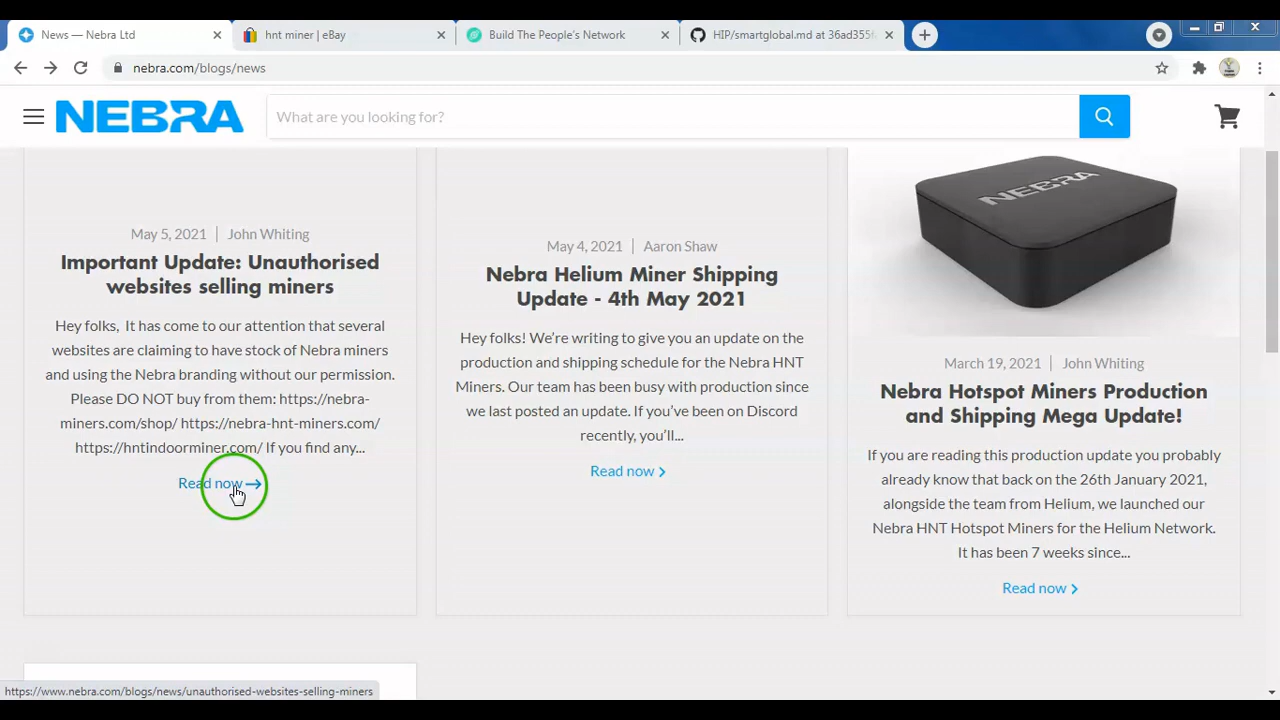 News — Nebra Ltd
hnt miner | eBay
Build The People's Network
HIP/smartglobal.md at 36ad355f
nebra.com/blogs/news
NEBRA
What are you looking for?
May 5, 2021 | John Whiting
Important Update: Unauthorised
websites selling miners
Hey folks, It has come to our attention that several
websites are claiming to have stock of Nebra miners
and using the Nebra branding without our permission.
Please DO NOT buy from them: https://nebra-
miners.com/shop/ https://nebra-hnt-miners.com/
https://hntindoorminer.com/ If you find any...
Read now
May 4, 2021 | Aaron Shaw
Nebra Helium Miner Shipping
Update - 4th May 2021
Hey folks! We’re writing to give you an update on the
production and shipping schedule for the Nebra HNT
Miners. Our team has been busy with production since
we last posted an update. If you’ve been on Discord
recently, you’ll...
Read now
NEBRA
March 19, 2021 | John Whiting
Nebra Hotspot Miners Production
and Shipping Mega Update!
If you are reading this production update you probably
already know that back on the 26th January 2021,
alongside the team from Helium, we launched our
Nebra HNT Hotspot Miners for the Helium Network.
It has been 7 weeks since...
Read now
https://www.nebra.com/blogs/news/unauthorised-websites-selling-miners